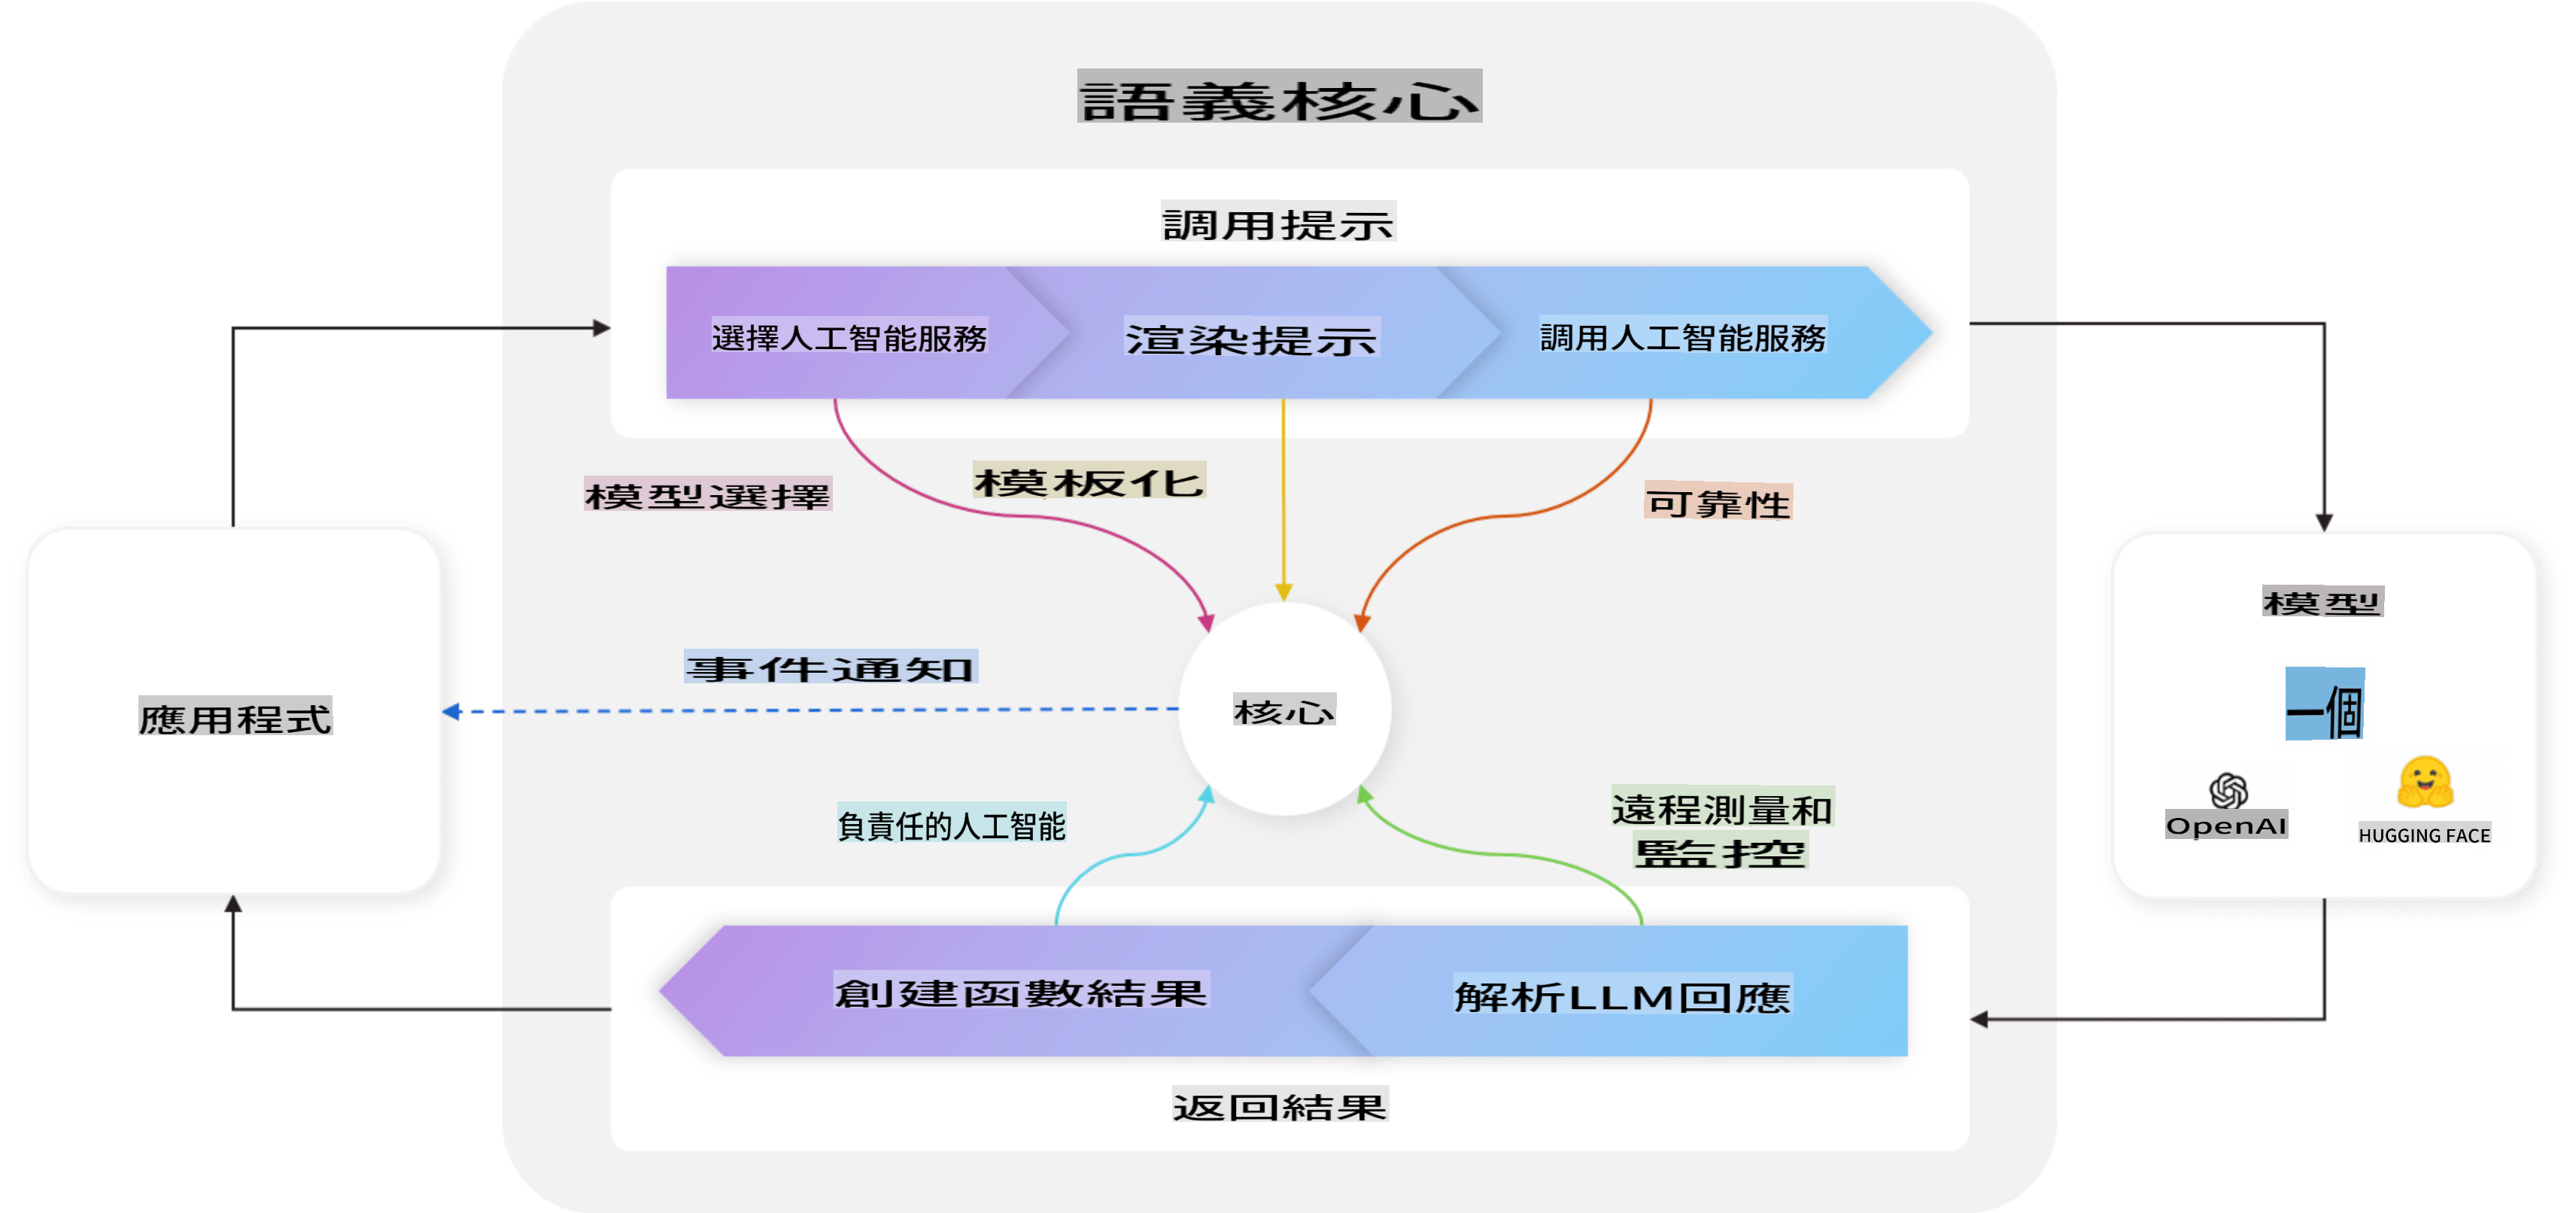 語義核心
調用提示
選擇人工智能服務
渲染提示
調用人工智能服務
模型選擇
模板化
可靠性
事件通知
應用程式
核心
模型
一個
OpenAI
HUGGING FACE
負責任的人工智能
遠程測量和
監控
創建函數結果
解析LLM回應
返回結果